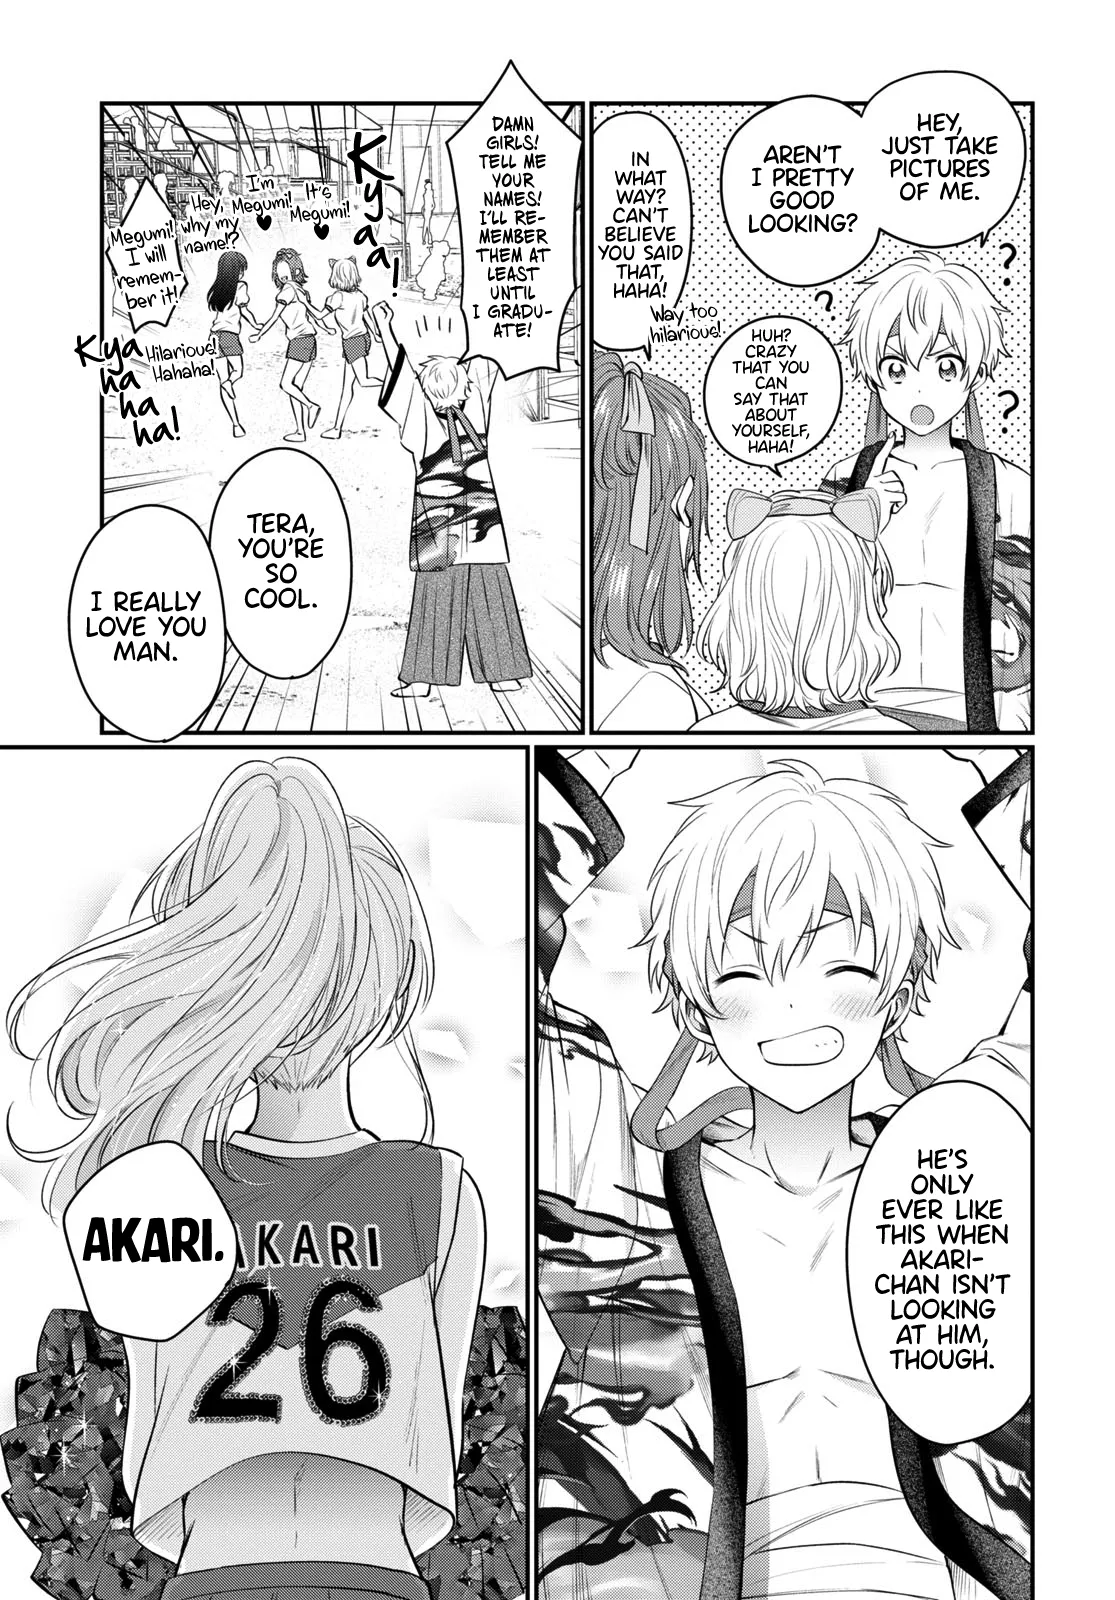 HEY,
JUST TAKE
PICTURES
OF ME.
AREN'T
I PRETTY
GOOD
LOOKING?
?
?
?
HUH?
CRAZY
THAT YOU
CAN
SAY THAT
ABOUT
YOURSELF,
HAHA!
IN
WHAT
WAY?
CAN'T
BELIEVE
YOU SAID
THAT,
HAHA!
Way too
hilarious!
DAMN
GIRLS!
TELL ME
YOUR
NAMES!
I'LL RE-
MEMBER
THEM AT
LEAST
UNTIL
I GRADU-
ATE!
Kyaa!
It's
Megumi!
♥
I'm
Megumi!
♥
Hey,
why my
name!?
Megumi!
I will
remem-
ber it!
Hilarious!
Hahaha!
Kya
ha
ha
ha!
TERA,
YOU'RE
SO
COOL.
I REALLY
LOVE YOU
MAN.
HE'S
ONLY
EVER LIKE
THIS WHEN
AKARI-
CHAN ISN'T
LOOKING
AT HIM,
THOUGH.
AKARI.
AKARI
26